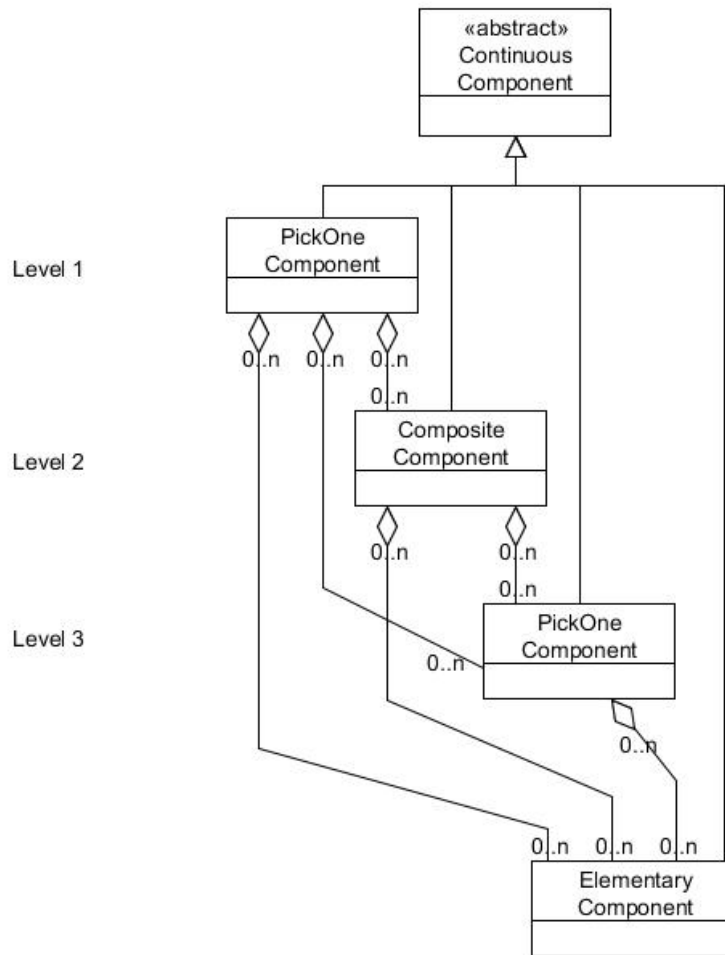 «abstract»
Continuous
Component
PickOne
Component
Level 1
0..n 0..n 0..n
0..n
Composite
Component
Level 2
0..n 0..n
0..n
PickOne
Component
Level 3
0..n
0..n
0..n 0..n 0..n
Elementary
Component